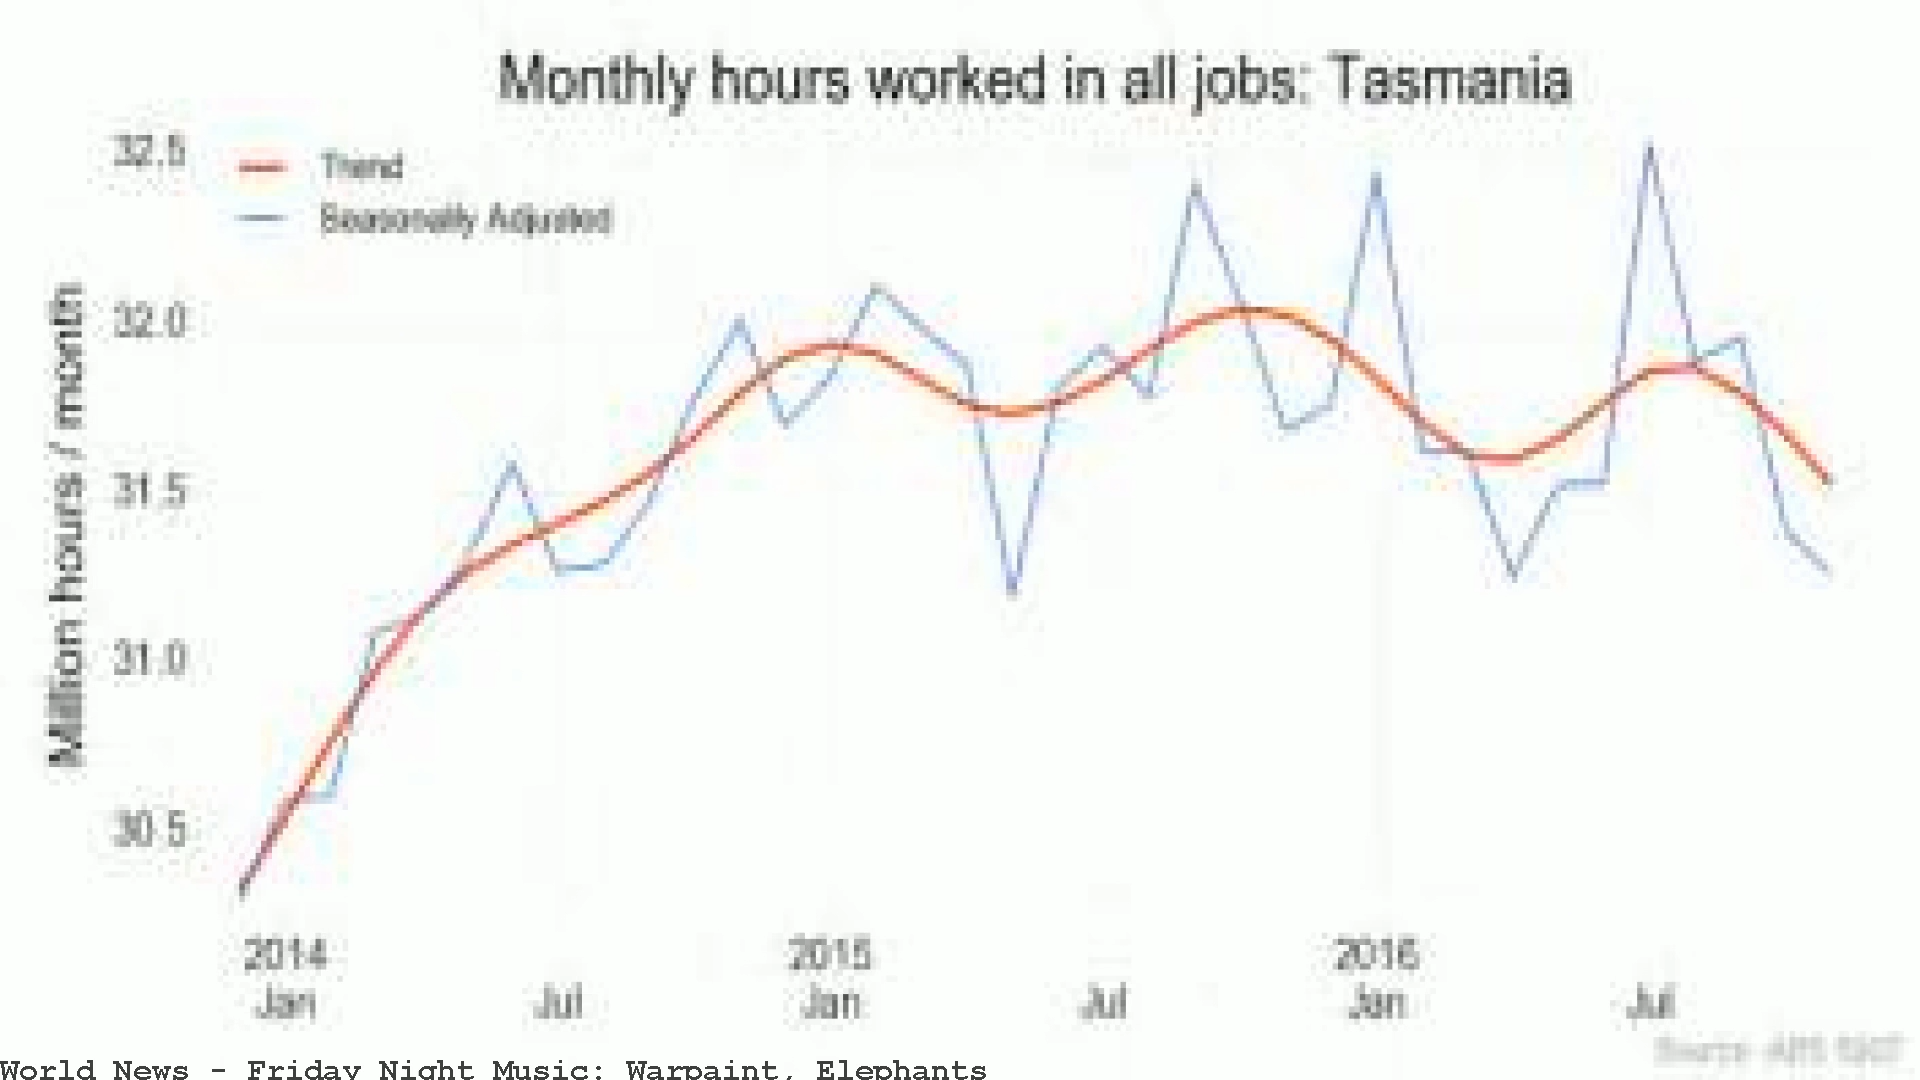 Monthly hours worked in all jobs: Tasmania
32.5
Trend
Seasonally Adjusted
32.0
31.5
31.0
30.5
Million hours / month
2014
2015
2016
Jan
Jul
Jan
Jul
Jan
Jul
Source:
World News - Friday Night Music: Warpaint, Elephants